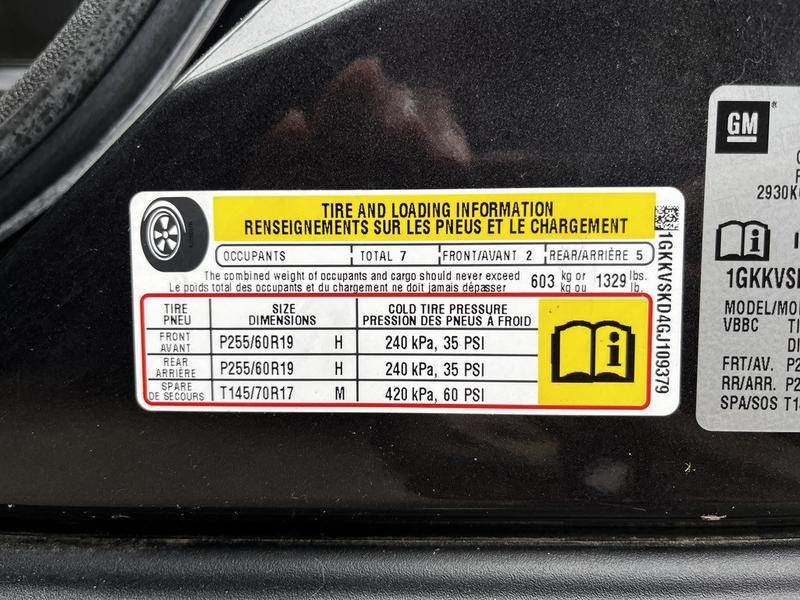 TIRE AND LOADING INFORMATION
RENSEIGNEMENTS SUR LES PNEUS ET LE CHARGEMENT
OCCUPANTS TOTAL 7 FRONT/AVANT 2 REAR/ARRIÈRE 5
The combined weight of occupants and cargo should never exceed 603 kg or 1329 lbs.
Le poids total des occupants et du chargement ne doit jamais dépasser kg ou lb.
TIRE SIZE COLD TIRE PRESSURE
PNEU DIMENSIONS PRESSION DES PNEUS À FROID
FRONT
AVANT P255/60R19 H 240 kPa, 35 PSI
REAR
ARRIÈRE P255/60R19 H 240 kPa, 35 PSI
SPARE
DE SECOURS T145/70R17 M 420 kPa, 60 PSI
i
1GKKVSKD4GJ109379
GM
2930K
i
1GKKVS
MODEL/MO
VBBC TI
FRT/AV. P2
RR/ARR. P2
SPA/SOS T1